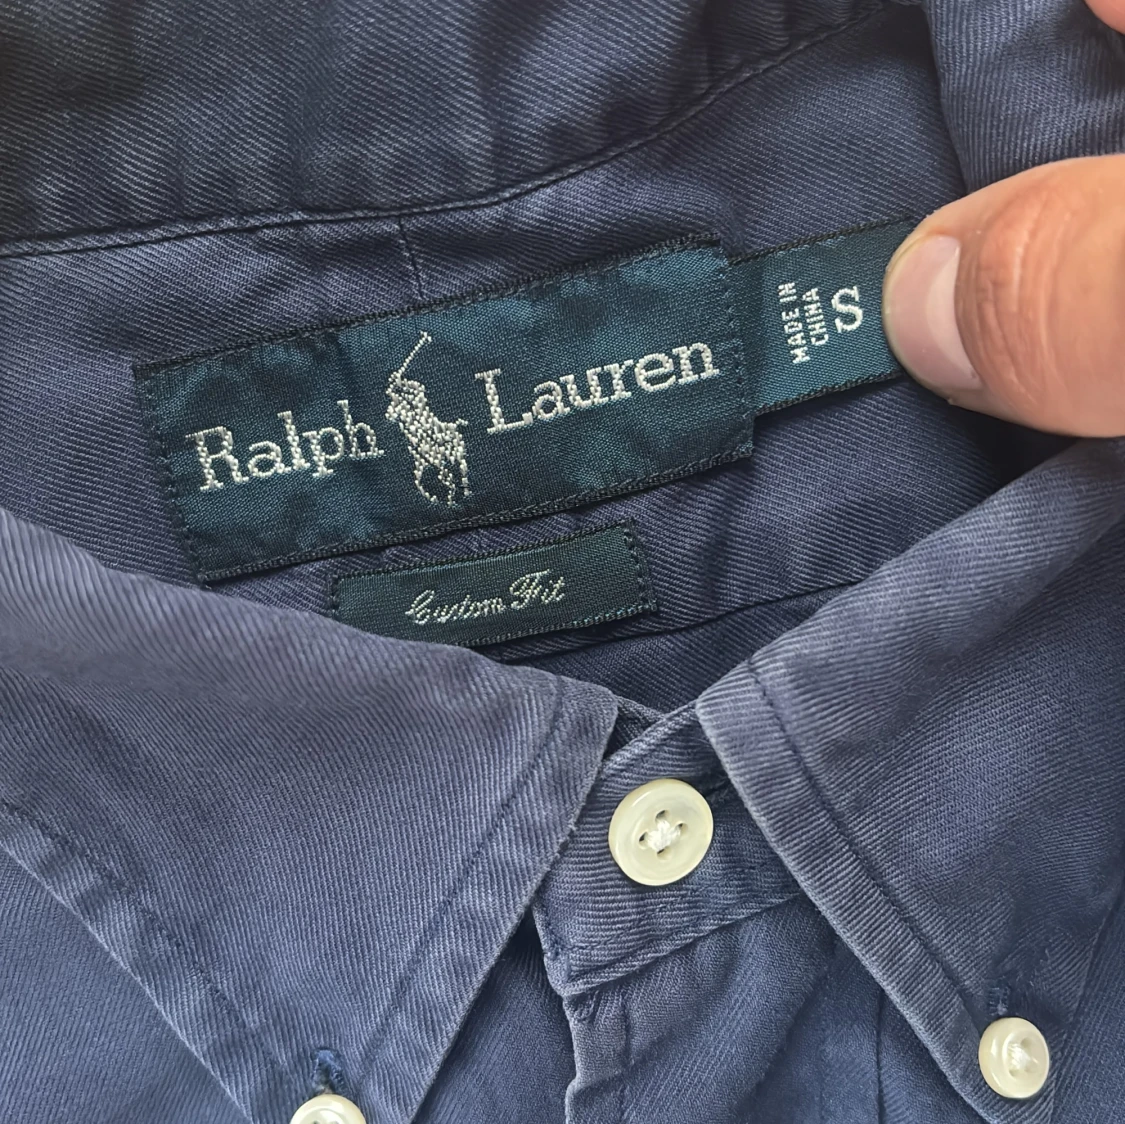 Ralph Lauren
MADE IN
CHINA
S
Custom Fit